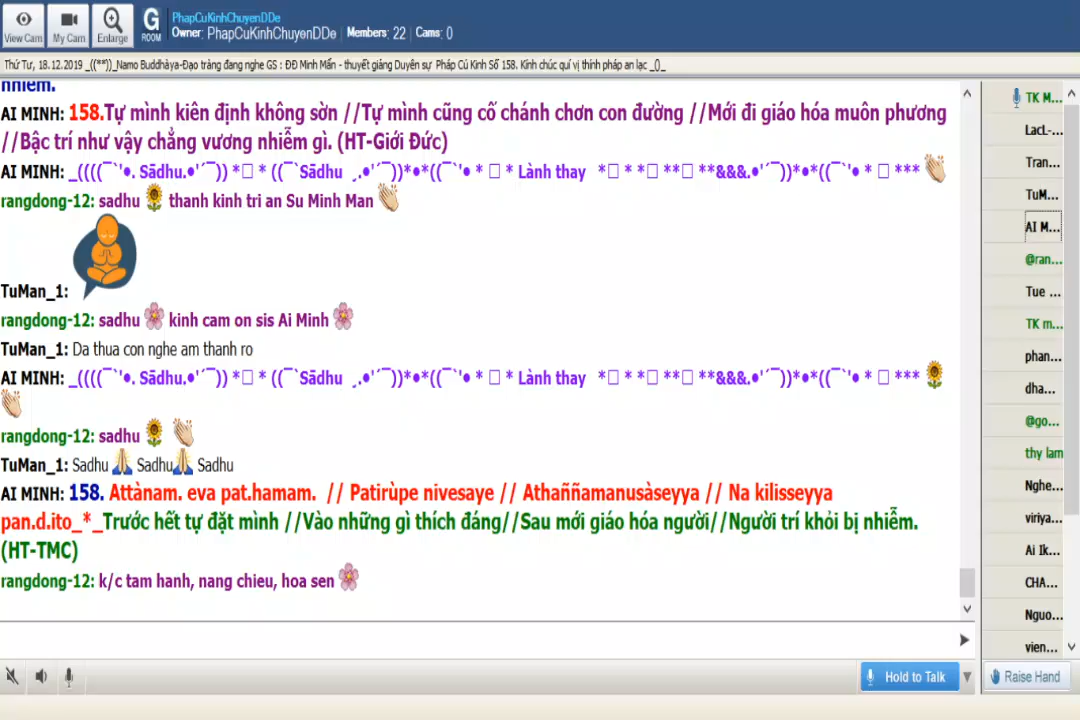 PhapCuKinhChuyenDDe
View Cam My Cam Enlarge G ROOM Owner: PhapCuKinhChuyenDDe Members: 22 Cams: 0
Thứ Tư, 18.12.2019 _((**))_Namo Buddhàya-Đạo tràng đang nghe GS : ĐĐ Minh Mẫn - thuyết giảng Duyên sự Pháp Cú Kinh Số 158. Kính chúc quí vị thính pháp an lạc _()_
nhiễm.
AI MINH: 158.Tự mình kiên định không sờn //Tự mình cũng cố chánh chơn con đường //Mới đi giáo hóa muôn phương
//Bậc trí như vậy chẳng vương nhiễm gì. (HT-Giới Đức)
AI MINH: _((((¯`'•. Sādhu.•'´¯)) *□ * ((¯`Sādhu ¸.•'´¯))*•*((¯`'• * □ * Lành thay *□ * *□ **□ **&&&.•'´¯))*•*((¯`'• * □ ***
rangdong-12: sadhu thanh kinh tri an Su Minh Man
TuMan_1:
rangdong-12: sadhu kinh cam on sis Ai Minh
TuMan_1: Da thua con nghe am thanh ro
AI MINH: _((((¯`'•. Sādhu.•'´¯)) *□ * ((¯`Sādhu ¸.•'´¯))*•*((¯`'• * □ * Lành thay *□ * *□ **□ **&&&.•'´¯))*•*((¯`'• * □ ***
rangdong-12: sadhu
TuMan_1: Sadhu Sadhu Sadhu
AI MINH: 158. Attànam. eva pat.hamam. // Patirùpe nivesaye // Athaññamanusàseyya // Na kilisseyya
pan.d.ito_*_Trước hết tự đặt mình //Vào những gì thích đáng//Sau mới giáo hóa người//Người trí khỏi bị nhiễm.
(HT-TMC)
rangdong-12: k/c tam hanh, nang chieu, hoa sen
TK M...
LacL-...
Tran...
TuM...
AI M...
@ran...
Tue ...
TK m...
phan...
dha...
@go...
thy lam
Nghe...
viriya...
Ai Ik...
CHA...
Nguo...
vien...
Hold to Talk Raise Hand